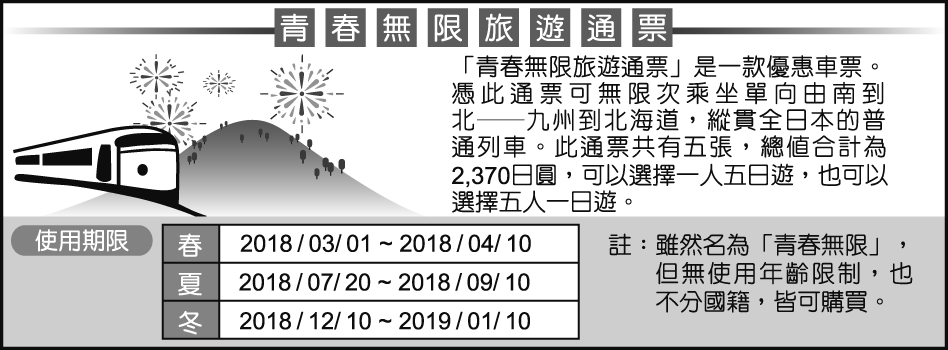 青春無限旅遊通票
「青春無限旅遊通票」是一款優惠車票。
憑此通票可無限次乘坐單向由南到
北──九州到北海道，縱貫全日本的普
通列車。此通票共有五張，總值合計為
2,370日圓，可以選擇一人五日遊，也可以
選擇五人一日遊。
使用期限
春 2018 / 03/ 01 ~ 2018 / 04/ 10
夏 2018 / 07/ 20 ~ 2018 / 09/ 10
冬 2018 / 12/ 10 ~ 2019 / 01/ 10
註：雖然名為「青春無限」，
但無使用年齡限制，也
不分國籍，皆可購買。